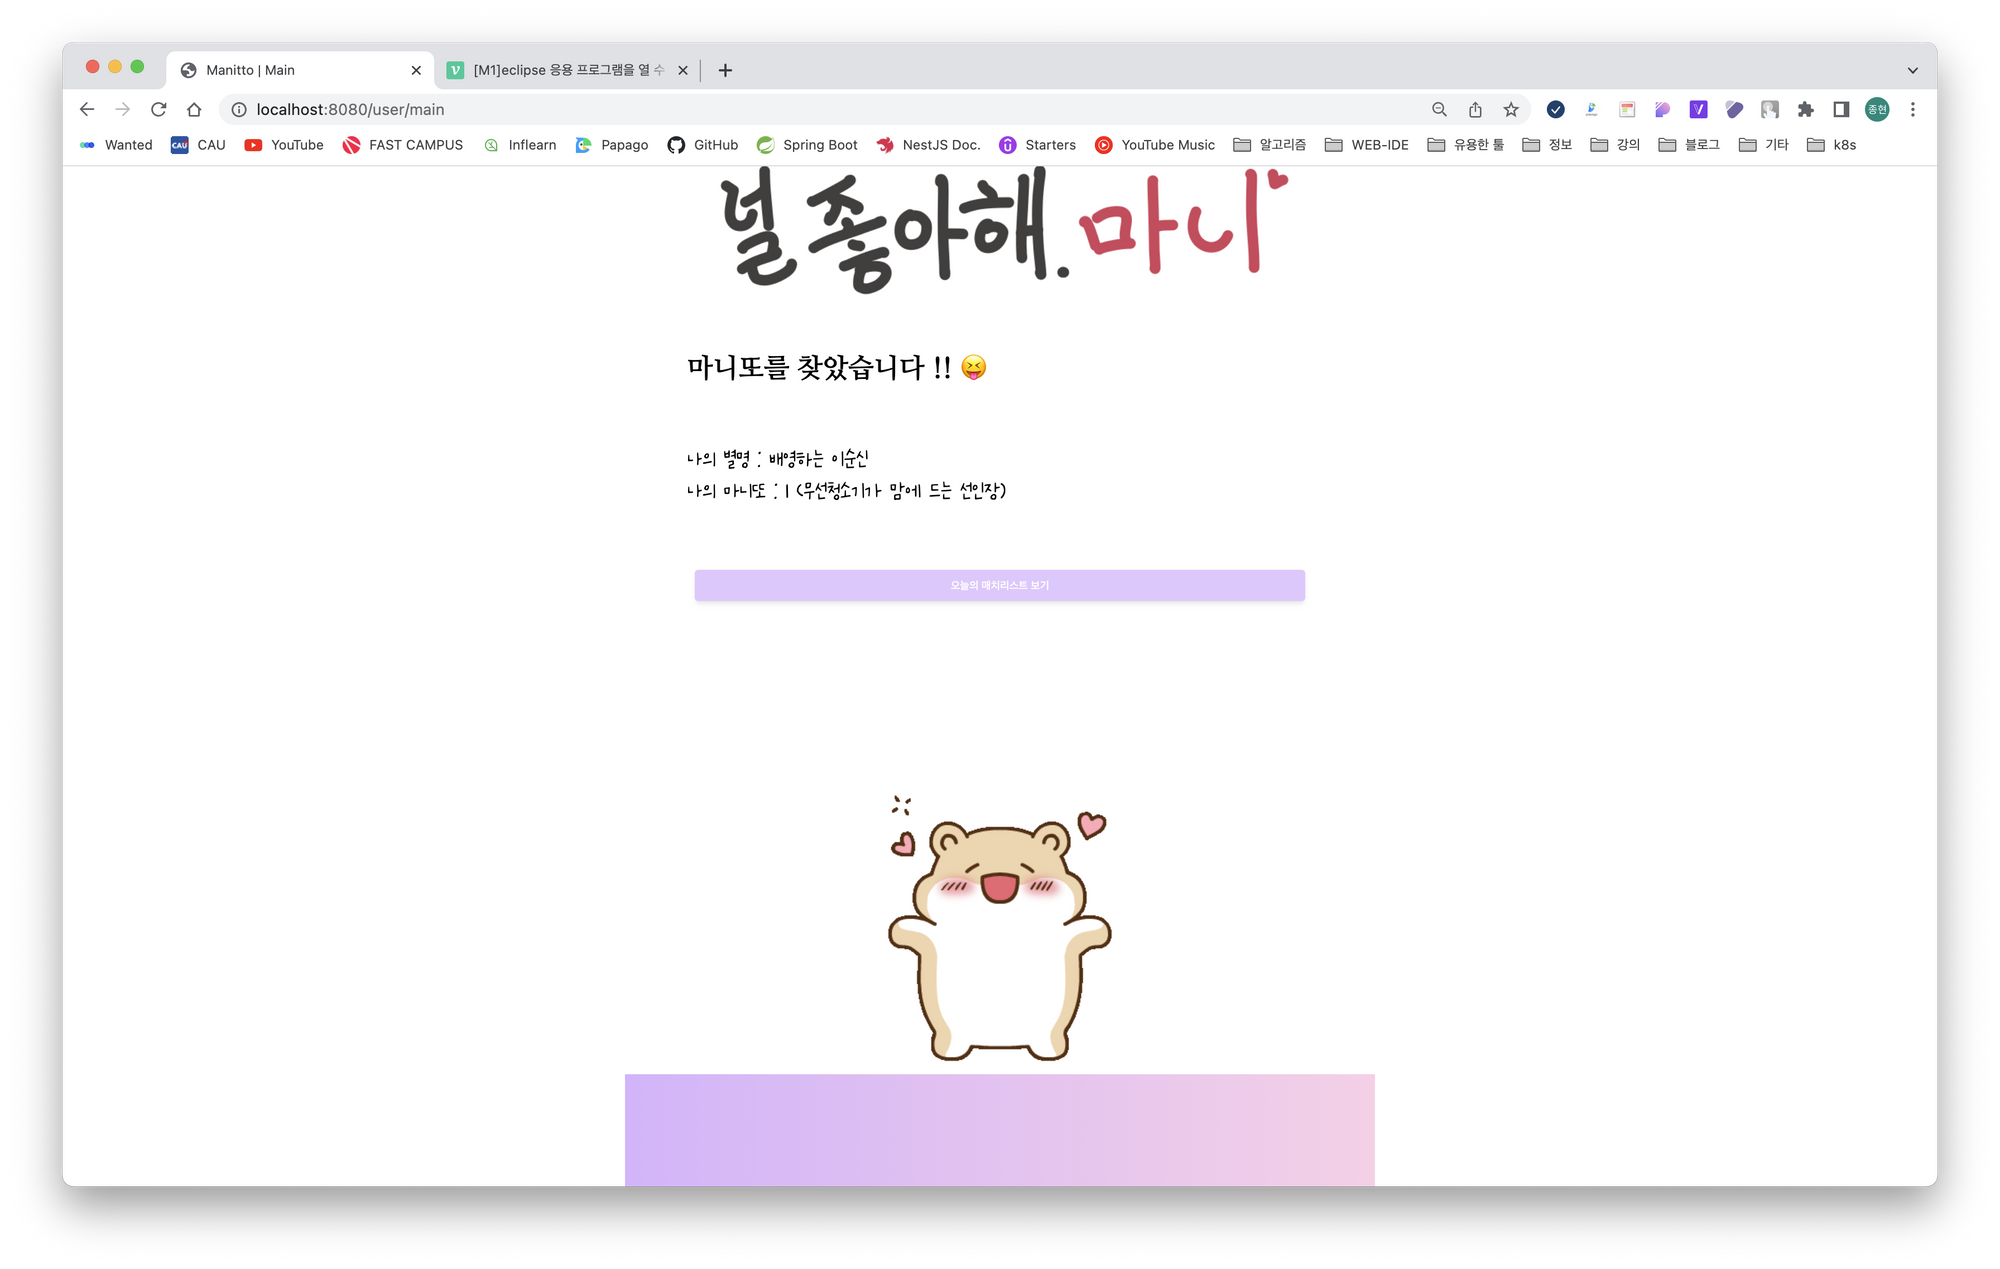 Manitto | Main
[M1]eclipse 응용 프로그램을 열 수
localhost:8080/user/main
종현
Wanted CAU YouTube FAST CAMPUS Inflearn Papago GitHub Spring Boot NestJS Doc. Starters YouTube Music 알고리즘 WEB-IDE 유용한 툴 정보 강의 블로그 기타 k8s
널 좋아해. 마니
마니또를 찾았습니다 !! 😝
나의 별명 : 배영하는 이순신
나의 마니또 : 1 (무선청소기가 맘에 드는 선인장)
오늘의 매치리스트 보기